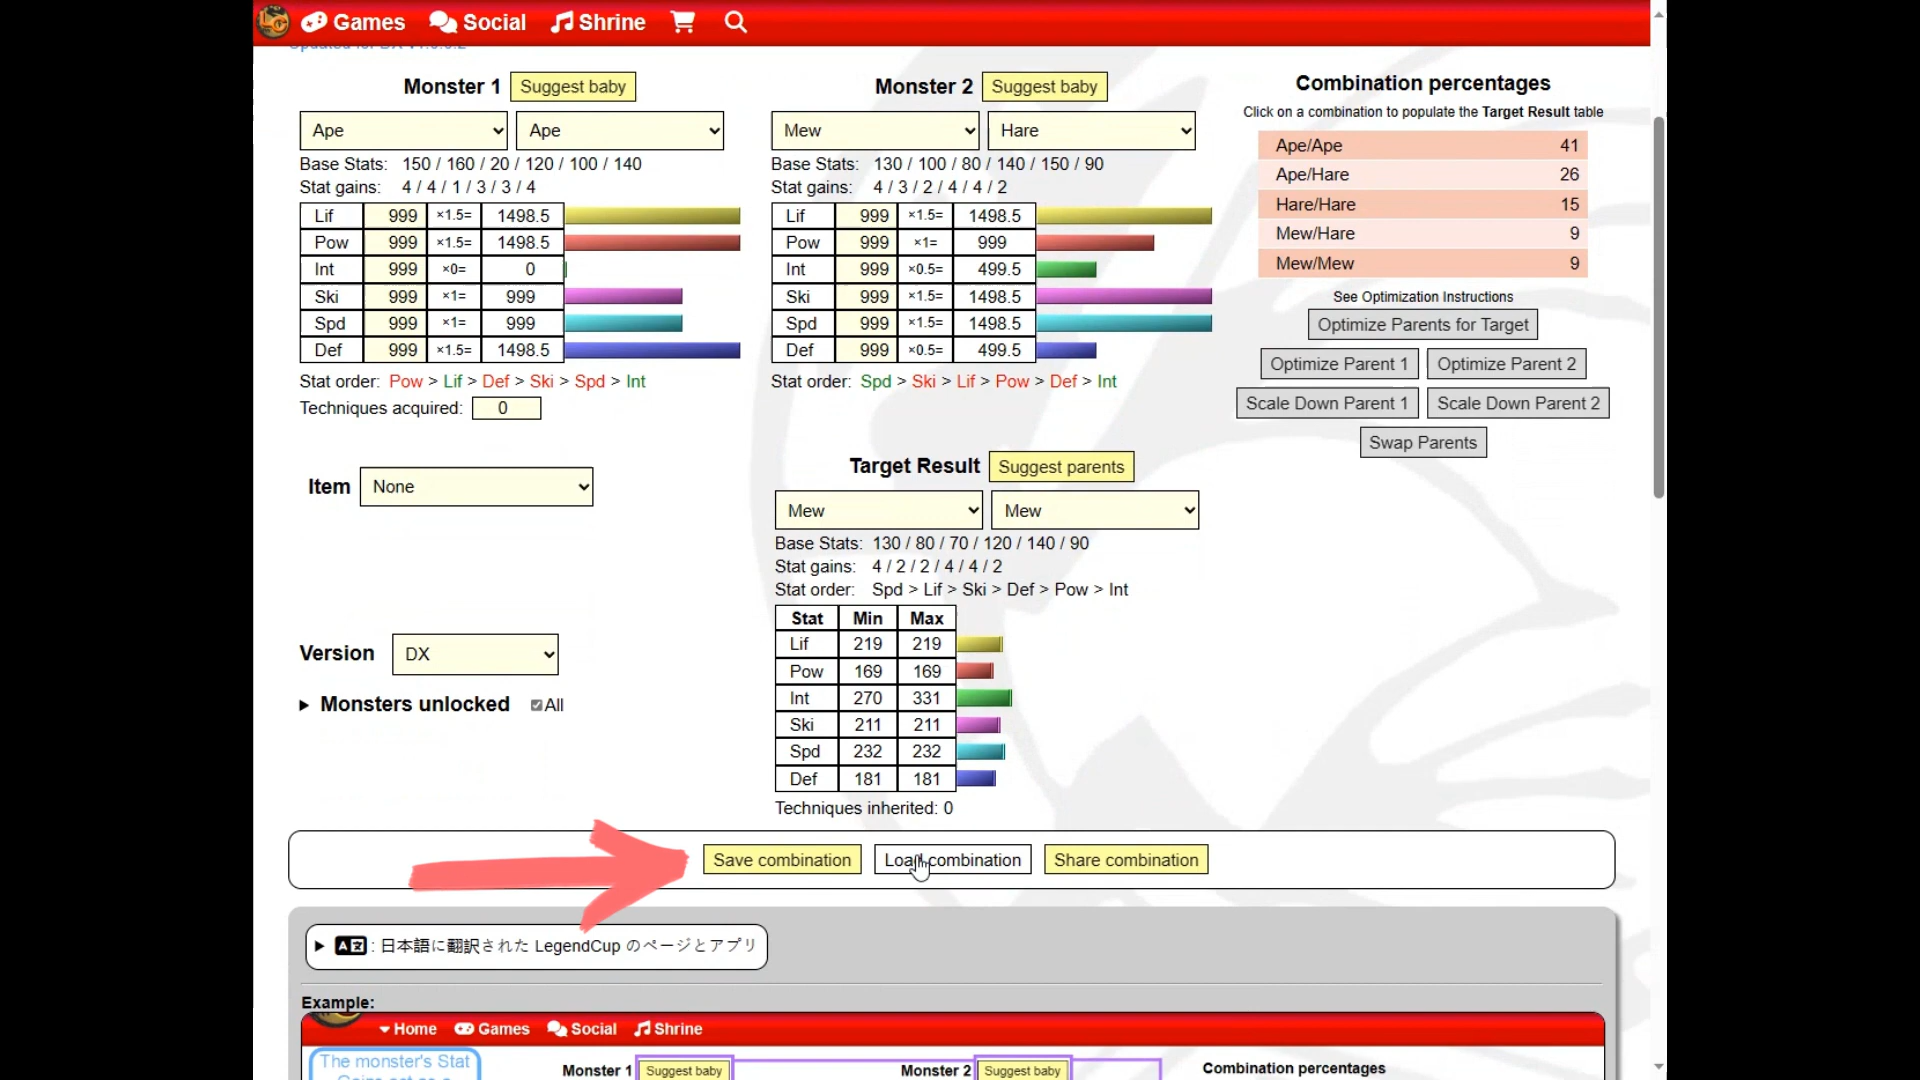 Games Social Shrine
Updated for DX v1.0.0.2
Monster 1 Suggest baby
Ape Ape
Base Stats: 150 / 160 / 20 / 120 / 100 / 140
Stat gains: 4 / 4 / 1 / 3 / 3 / 4
Lif 999 ×1.5= 1498.5
Pow 999 ×1.5= 1498.5
Int 999 ×0= 0
Ski 999 ×1= 999
Spd 999 ×1= 999
Def 999 ×1.5= 1498.5
Stat order: Pow > Lif > Def > Ski > Spd > Int
Techniques acquired: 0
Monster 2 Suggest baby
Mew Hare
Base Stats: 130 / 100 / 80 / 140 / 150 / 90
Stat gains: 4 / 3 / 2 / 4 / 4 / 2
Lif 999 ×1.5= 1498.5
Pow 999 ×1= 999
Int 999 ×0.5= 499.5
Ski 999 ×1.5= 1498.5
Spd 999 ×1.5= 1498.5
Def 999 ×0.5= 499.5
Stat order: Spd > Ski > Lif > Pow > Def > Int
Combination percentages
Click on a combination to populate the Target Result table
Ape/Ape 41
Ape/Hare 26
Hare/Hare 15
Mew/Hare 9
Mew/Mew 9
See Optimization Instructions
Optimize Parents for Target
Optimize Parent 1 Optimize Parent 2
Scale Down Parent 1 Scale Down Parent 2
Swap Parents
Item None
Version DX
Monsters unlocked All
Target Result Suggest parents
Mew Mew
Base Stats: 130 / 80 / 70 / 120 / 140 / 90
Stat gains: 4 / 2 / 2 / 4 / 4 / 2
Stat order: Spd > Lif > Ski > Def > Pow > Int
Stat Min Max
Lif 219 219
Pow 169 169
Int 270 331
Ski 211 211
Spd 232 232
Def 181 181
Techniques inherited: 0
Save combination Load combination Share combination
A文 : 日本語に翻訳された LegendCup のページとアプリ
Example:
Home Games Social Shrine
The monster's Stat
Monster 1 Suggest baby Monster 2 Suggest baby Combination percentages